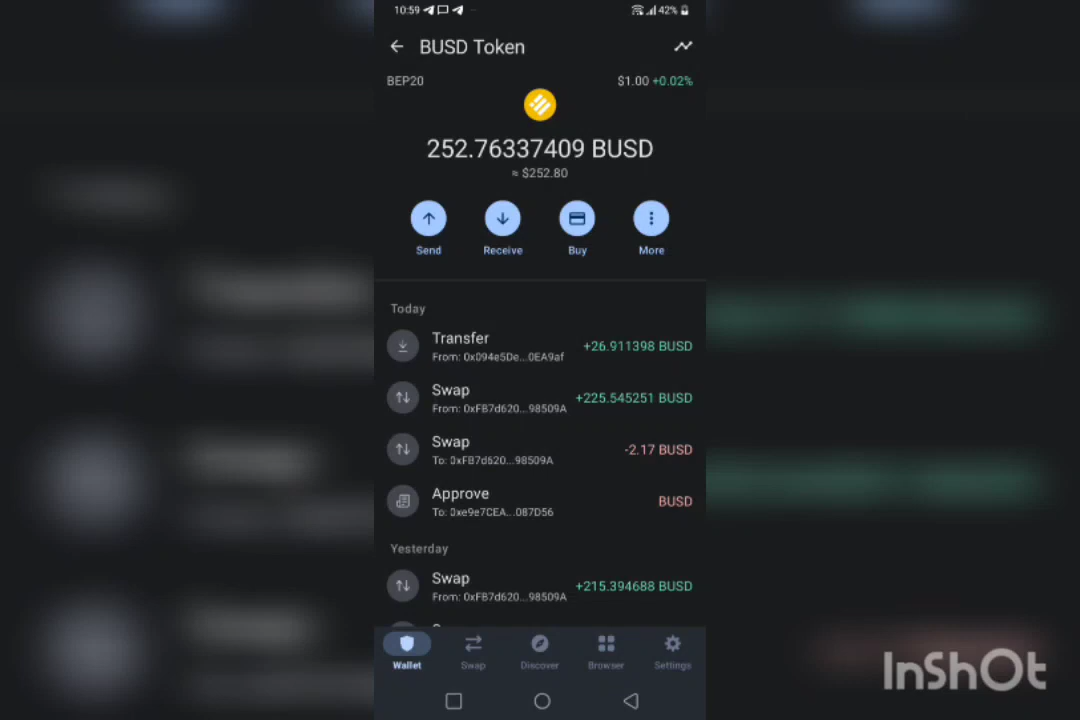 10:59
42%
BUSD Token
BEP20
$1.00 +0.02%
252.76337409 BUSD
≈ $252.80
Send Receive Buy More
Today
Transfer
+26.911398 BUSD
From: 0x094e5De...0EA9af
Swap
+225.545251 BUSD
From: 0xFB7d620...98509A
Swap
-2.17 BUSD
To: 0xFB7d620...98509A
Approve
BUSD
To: 0xe9e7CEA...087D56
Yesterday
Swap
+215.394688 BUSD
From: 0xFB7d620...98509A
Wallet Swap Discover Browser Settings
InShOt